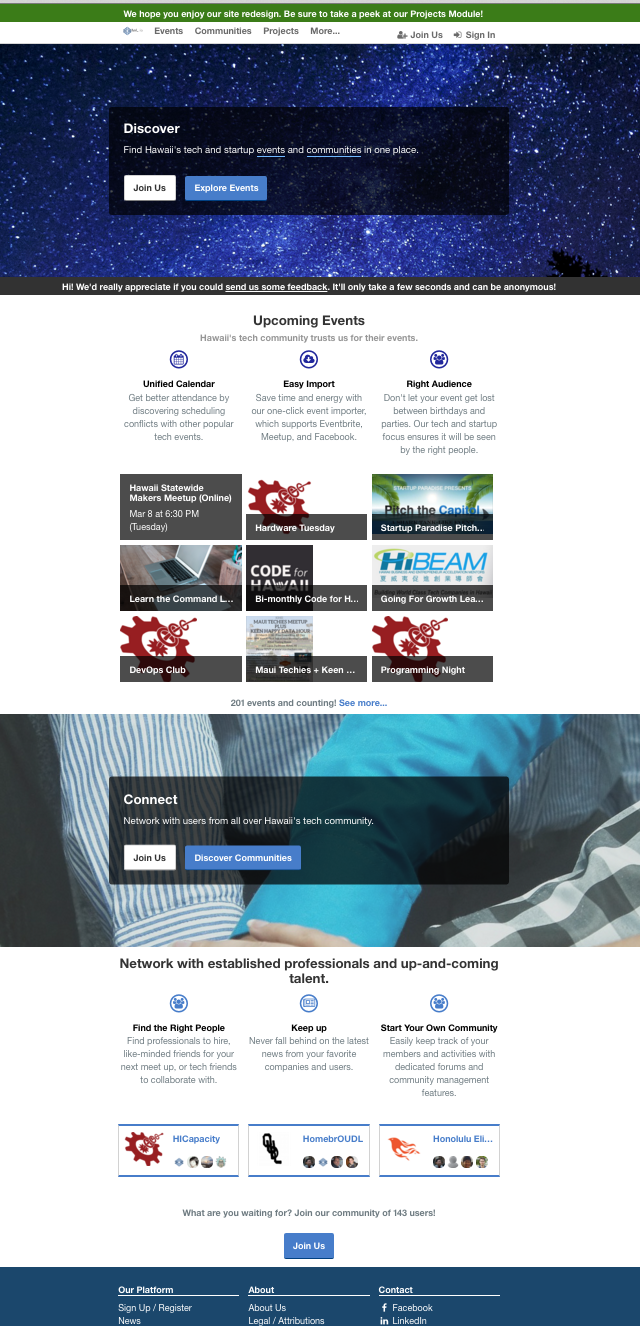 We hope you enjoy our site redesign. Be sure to take a peek at our Projects Module!
Events Communities Projects More... Join Us Sign In
Discover
Find Hawaii's tech and startup events and communities in one place.
Join Us Explore Events
Hi! We'd really appreciate if you could send us some feedback. It'll only take a few seconds and can be anonymous!
Upcoming Events
Hawaii's tech community trusts us for their events.
Unified Calendar
Get better attendance by
discovering scheduling
conflicts with other popular
tech events.
Easy Import
Save time and energy with
our one-click event importer,
which supports Eventbrite,
Meetup, and Facebook.
Right Audience
Don't let your event get lost
between birthdays and
parties. Our tech and startup
focus ensures it will be seen
by the right people.
Hawaii Statewide
Makers Meetup (Online)
Mar 8 at 6:30 PM
(Tuesday)
Hardware Tuesday
STARTUP PARADISE PRESENTS
Pitch the Capitol
Startup Paradise Pitch...
Learn the Command L...
CODE for
HAWAII
Bi-monthly Code for H...
HiBEAM
Going For Growth Lea...
DevOps Club
MAUI TECHIES MEETUP
PLUS
KEEN HAPPY DATA HOUR
Maui Techies + Keen ...
Programming Night
201 events and counting! See more...
Connect
Network with users from all over Hawaii's tech community.
Join Us Discover Communities
Network with established professionals and up-and-coming
talent.
Find the Right People
Find professionals to hire,
like-minded friends for your
next meet up, or tech friends
to collaborate with.
Keep up
Never fall behind on the latest
news from your favorite
companies and users.
Start Your Own Community
Easily keep track of your
members and activities with
dedicated forums and
community management
features.
HICapacity
HomebrOUDL
Honolulu Eli...
What are you waiting for? Join our community of 143 users!
Join Us
Our Platform
Sign Up / Register
News
About
About Us
Legal / Attributions
Contact
Facebook
LinkedIn